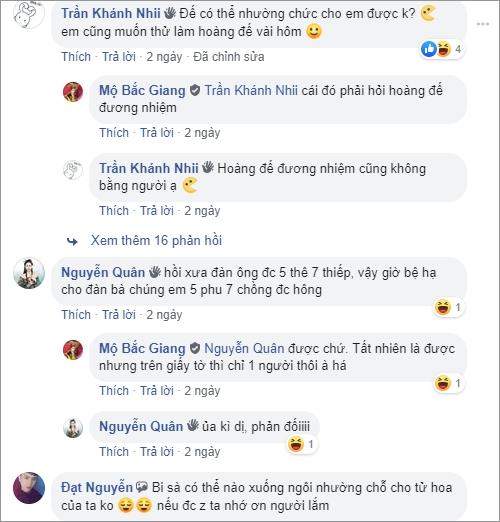 Trần Khánh Nhii Để có thể nhường chức cho em được k?
em cũng muốn thử làm hoàng đế vài hôm
4
Thích · Trả lời · 2 ngày · Đã chỉnh sửa
Mộ Bắc Giang Trần Khánh Nhii cái đó phải hỏi hoàng đế
đương nhiệm
Thích · Trả lời · 2 ngày
Trần Khánh Nhii Hoàng đế đương nhiệm cũng không
bằng người ạ
Thích · Trả lời · 2 ngày
Xem thêm 16 phản hồi
Nguyễn Quân hồi xưa đàn ông đc 5 thê 7 thiếp, vậy giờ bệ hạ
cho đàn bà chúng em 5 phu 7 chồng đc hông
1
Thích · Trả lời · 2 ngày
Mộ Bắc Giang Nguyễn Quân được chứ. Tất nhiên là được
nhưng trên giấy tờ thì chỉ 1 người thôi à há
1
Thích · Trả lời · 2 ngày
Nguyễn Quân ủa kì dị, phản đốiiii
1
Thích · Trả lời · 2 ngày
Đạt Nguyễn Bi sà có thể nào xuống ngôi nhường chỗ cho tử hoa
của ta ko nếu đc z ta nhớ ơn người lắm